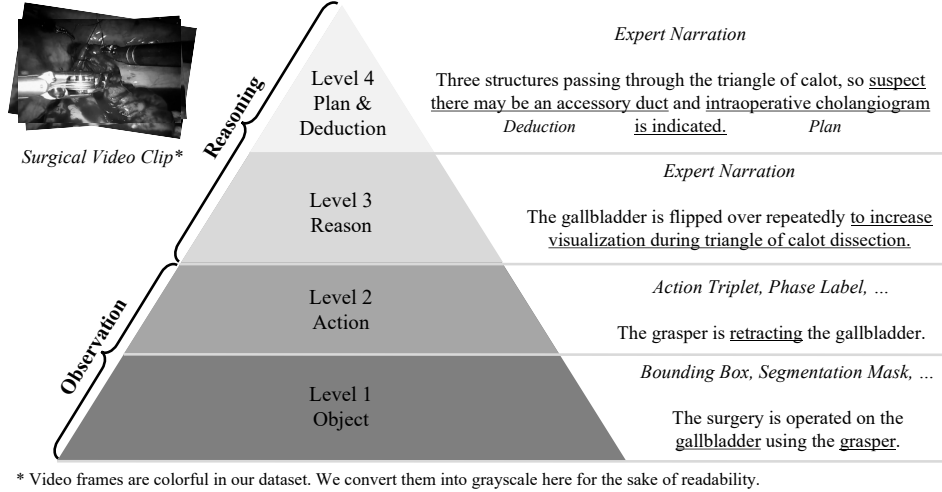 Surgical Video Clip*
Reasoning
Observation
Level 4
Plan &
Deduction
Expert Narration
Three structures passing through the triangle of calot, so suspect
there may be an accessory duct and intraoperative cholangiogram
is indicated.
Deduction
Plan
Level 3
Reason
Expert Narration
The gallbladder is flipped over repeatedly to increase
visualization during triangle of calot dissection.
Level 2
Action
Action Triplet, Phase Label, …
The grasper is retracting the gallbladder.
Level 1
Object
Bounding Box, Segmentation Mask, …
The surgery is operated on the
gallbladder using the grasper.
* Video frames are colorful in our dataset. We convert them into grayscale here for the sake of readability.